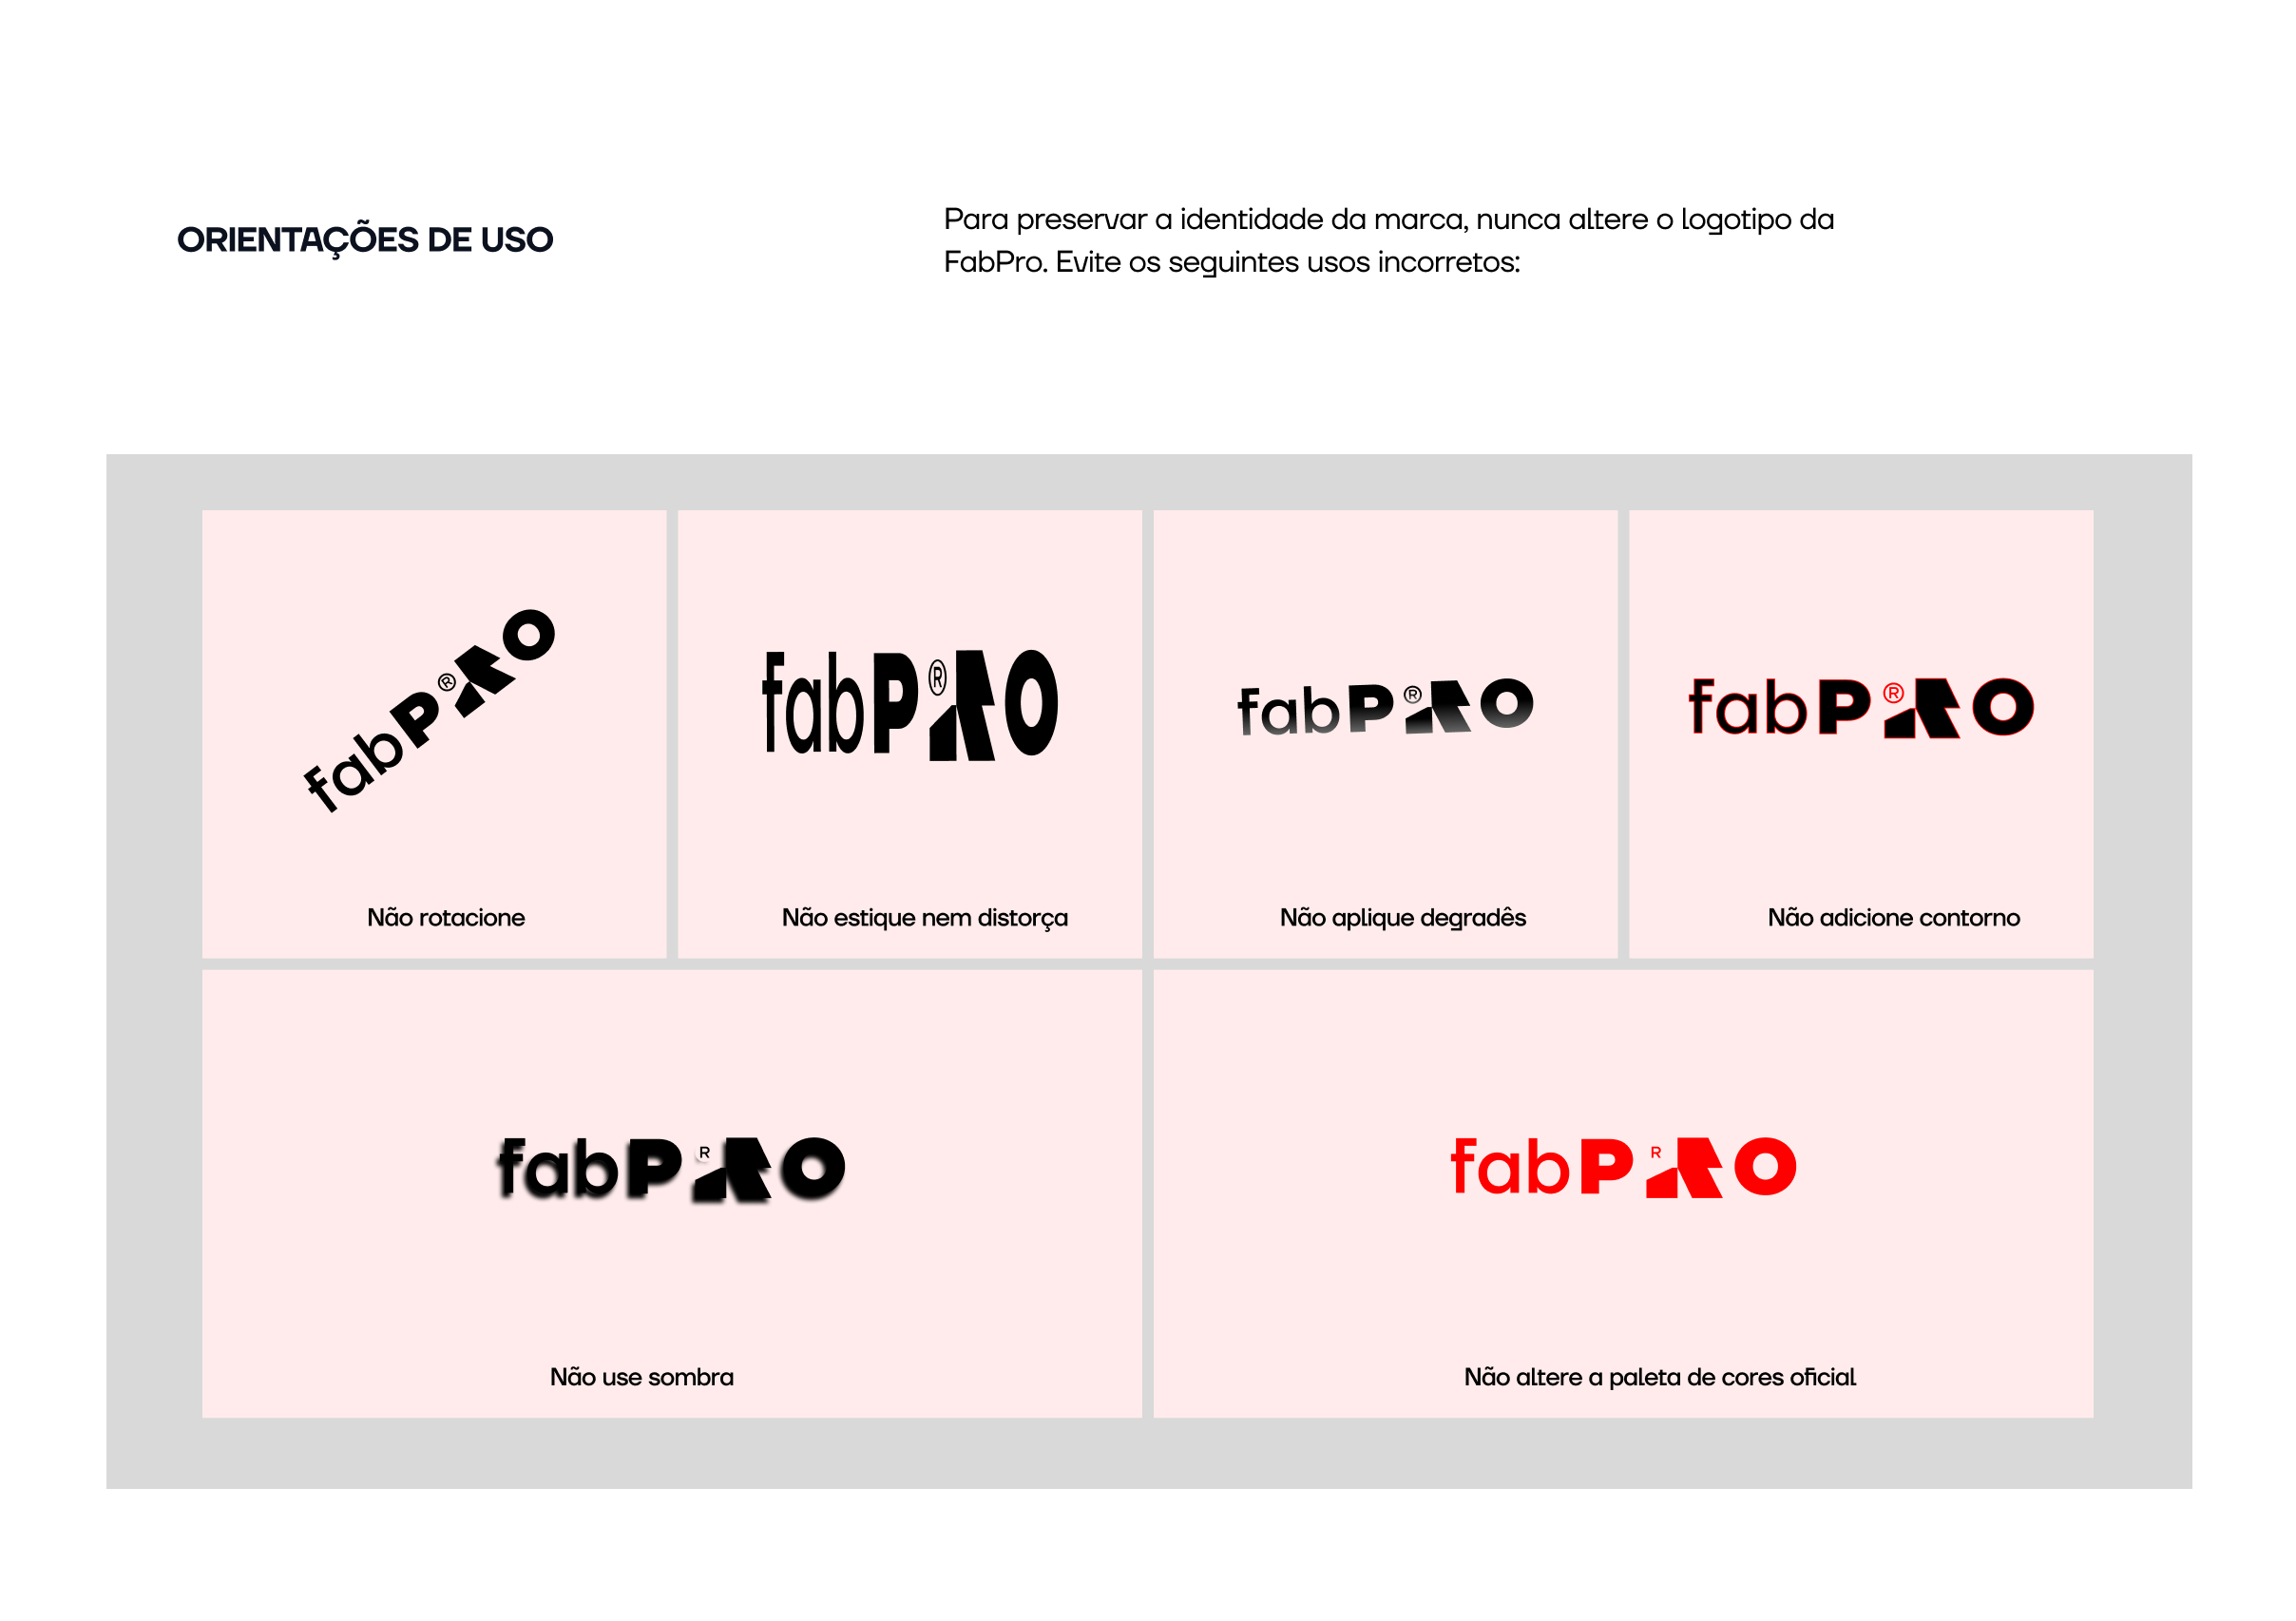 ORIENTAÇÕES DE USO
Para preservar a identidade da marca, nunca altere o logotipo da
FabPro. Evite os seguintes usos incorretos:
fabPRO ®
Não rotacione
fabPRO ®
Não estique nem distorça
fabPRO ®
Não aplique degradês
fabPRO ®
Não adicione contorno
fabPRO R
Não use sombra
fabPRO R
Não altere a paleta de cores oficial